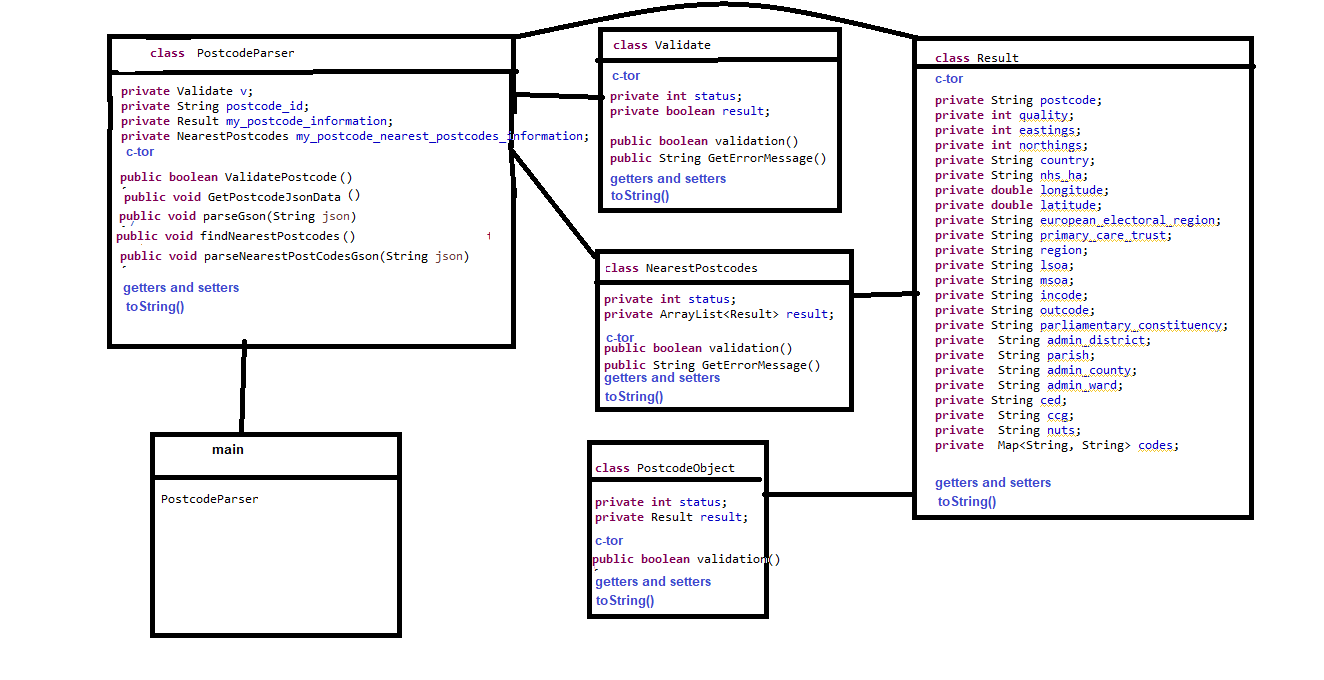 class PostcodeParser
private Validate v;
private String postcode_id;
private Result my_postcode_information;
private NearestPostcodes my_postcode_nearest_postcodes_information;
c-tor
public boolean ValidatePostcode()
public void GetPostcodeJsonData ()
public void parseGson(String json)
public void findNearestPostcodes()
public void parseNearestPostCodesGson(String json)
getters and setters
toString()
main
PostcodeParser
class Validate
c-tor
private int status;
private boolean result;
public boolean validation()
public String GetErrorMessage()
getters and setters
toString()
class NearestPostcodes
private int status;
private ArrayList<Result> result;
c-tor
public boolean validation()
public String GetErrorMessage()
getters and setters
toString()
class PostcodeObject
private int status;
private Result result;
c-tor
public boolean validation()
getters and setters
toString()
class Result
c-tor
private String postcode;
private int quality;
private int eastings;
private int northings;
private String country;
private String nhs_ha;
private double longitude;
private double latitude;
private String european_electoral_region;
private String primary_care_trust;
private String region;
private String lsoa;
private String msoa;
private String incode;
private String outcode;
private String parliamentary_constituency;
private String admin_district;
private String parish;
private String admin_county;
private String admin_ward;
private String ced;
private String ccg;
private String nuts;
private Map<String, String> codes;
getters and setters
toString()